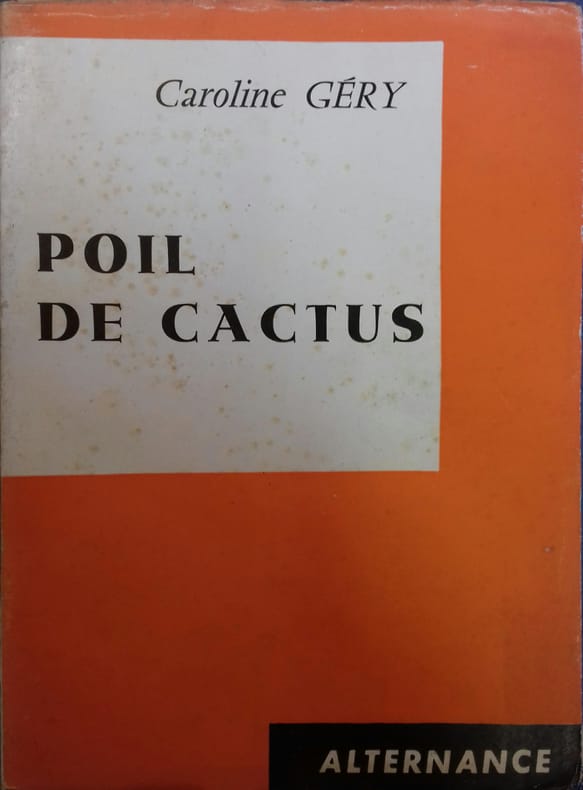 Caroline GÉRY
POIL
DE CACTUS
ALTERNANCE